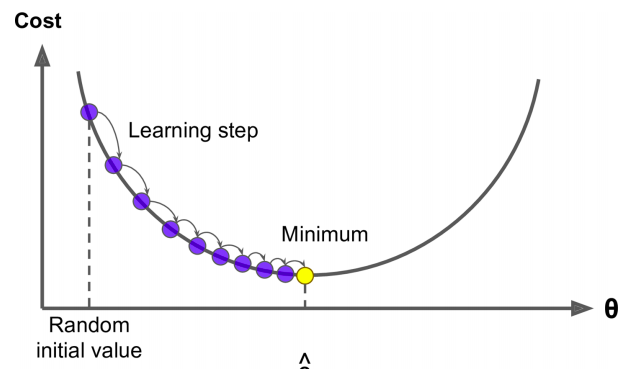 Cost
Learning step
Minimum
θ
Random
initial value